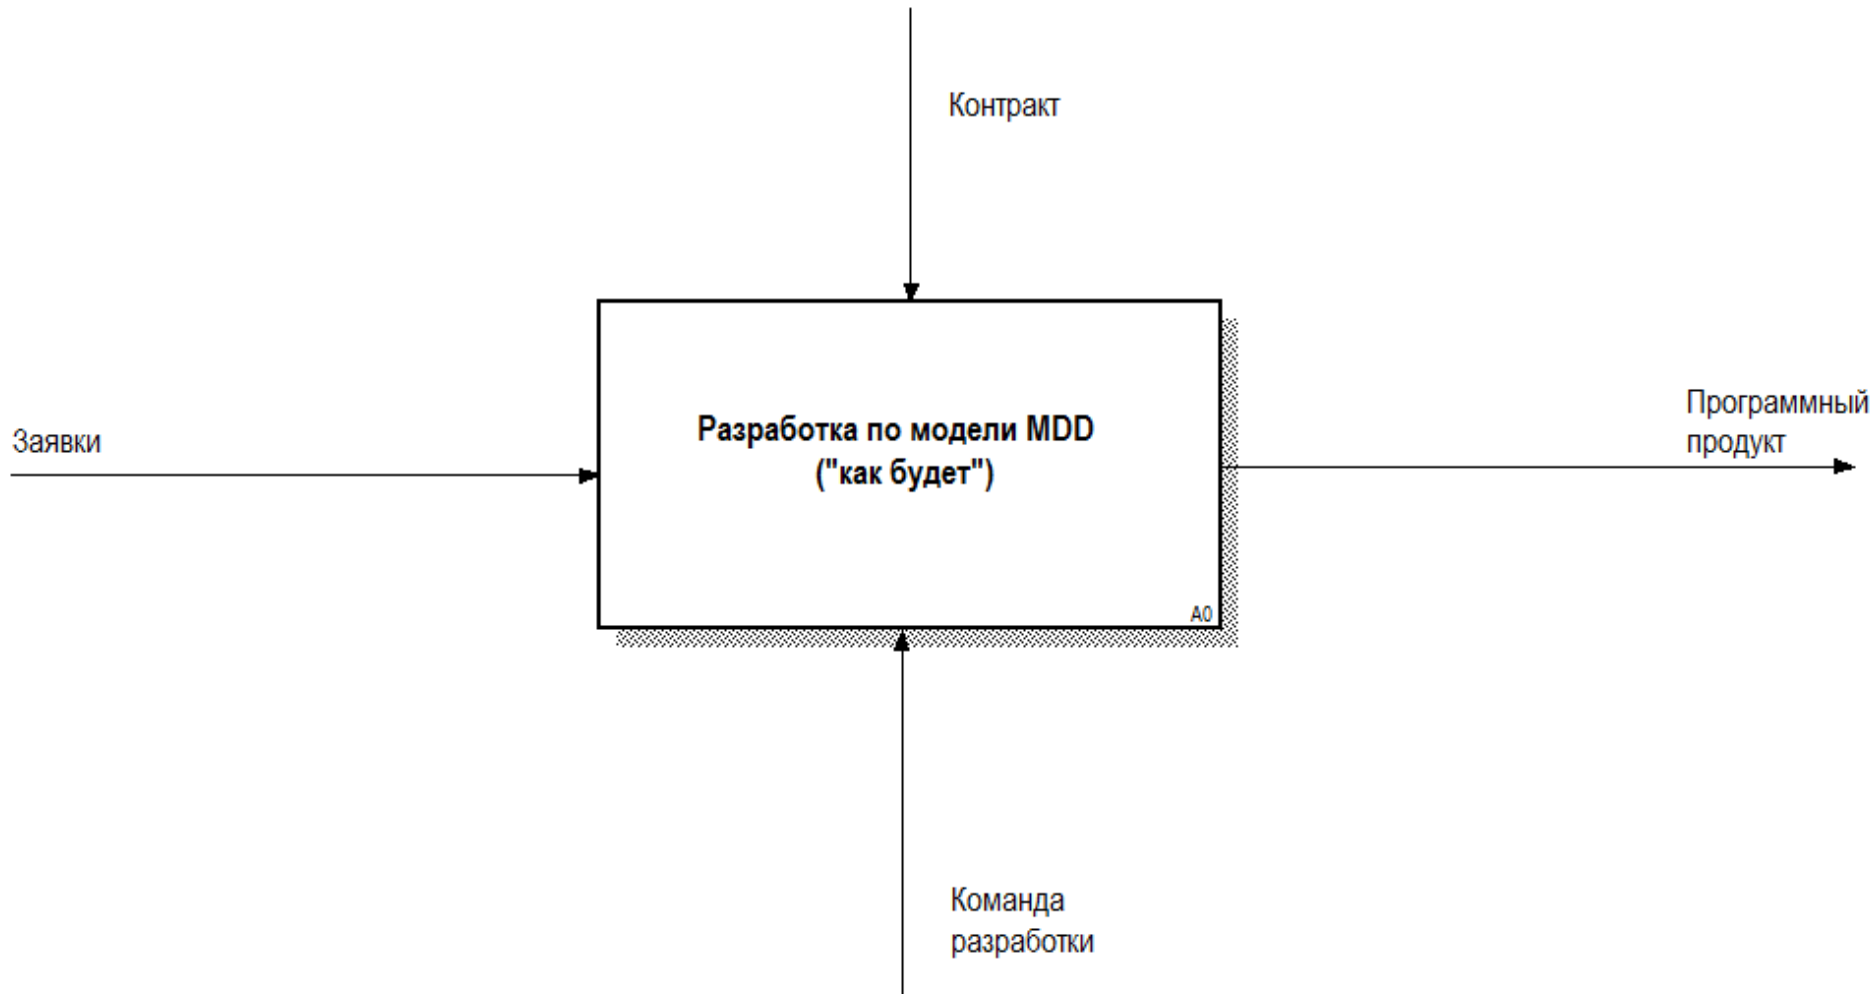 Контракт
Заявки
Разработка по модели MDD
("как будет")
Программный
продукт
A0
Команда
разработки